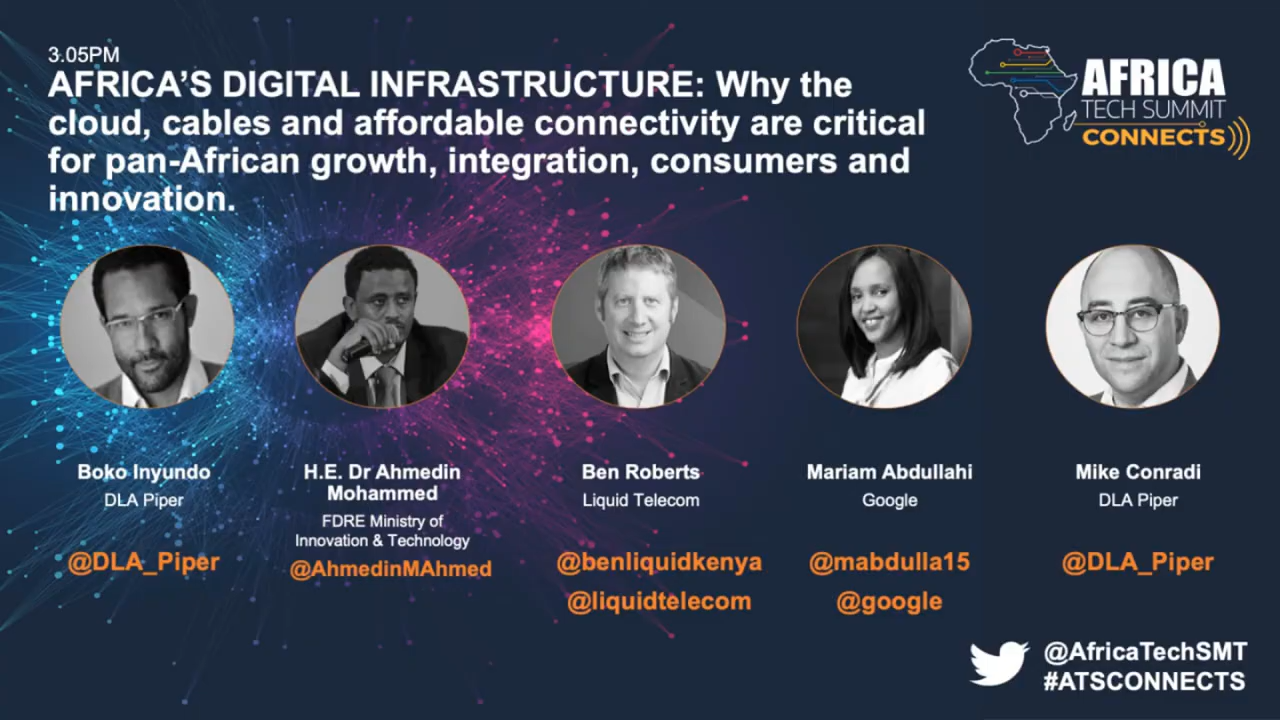 3.05PM
AFRICA'S DIGITAL INFRASTRUCTURE: Why the
cloud, cables and affordable connectivity are critical
for pan-African growth, integration, consumers and
innovation.
AFRICA
TECH SUMMIT
CONNECTS
Boko Inyundo
DLA Piper
@DLA_Piper
H.E. Dr Ahmedin
Mohammed
FDRE Ministry of
Innovation & Technology
@AhmedinMAhmed
Ben Roberts
Liquid Telecom
@benliquidkenya
@liquidtelecom
Mariam Abdullahi
Google
@mabdulla15
@google
Mike Conradi
DLA Piper
@DLA_Piper
@AfricaTechSMT
#ATSCONNECTS